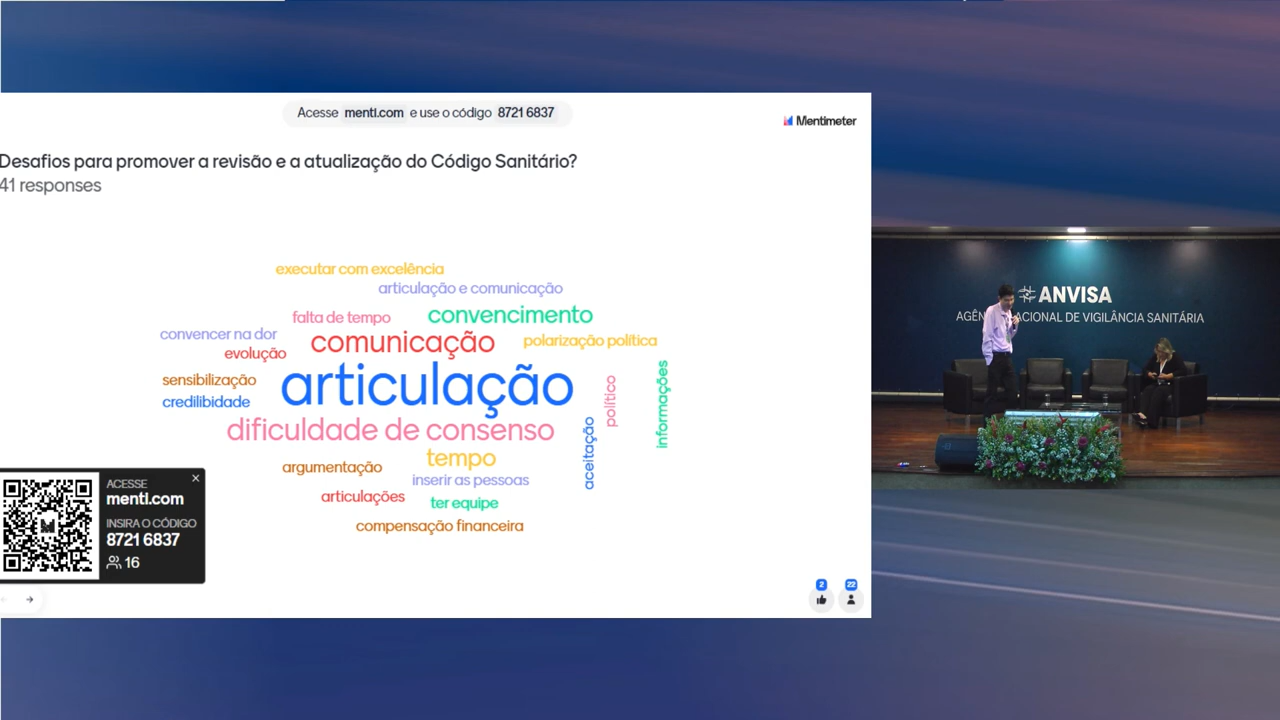 Acesse menti.com e use o código 8721 6837
Mentimeter
Desafios para promover a revisão e a atualização do Código Sanitário?
41 responses
executar com excelência
articulação e comunicação
falta de tempo
convencimento
convencer na dor
comunicação
polarização política
evolução
sensibilização
articulação
político
informações
credilibidade
dificuldade de consenso
aceitação
tempo
argumentação
inserir as pessoas
articulações
ter equipe
compensação financeira
ACESSE
menti.com
INSIRA O CÓDIGO
8721 6837
16
2
22
ANVISA
AGÊN ACIONAL DE VIGILÂNCIA SANITÁRIA